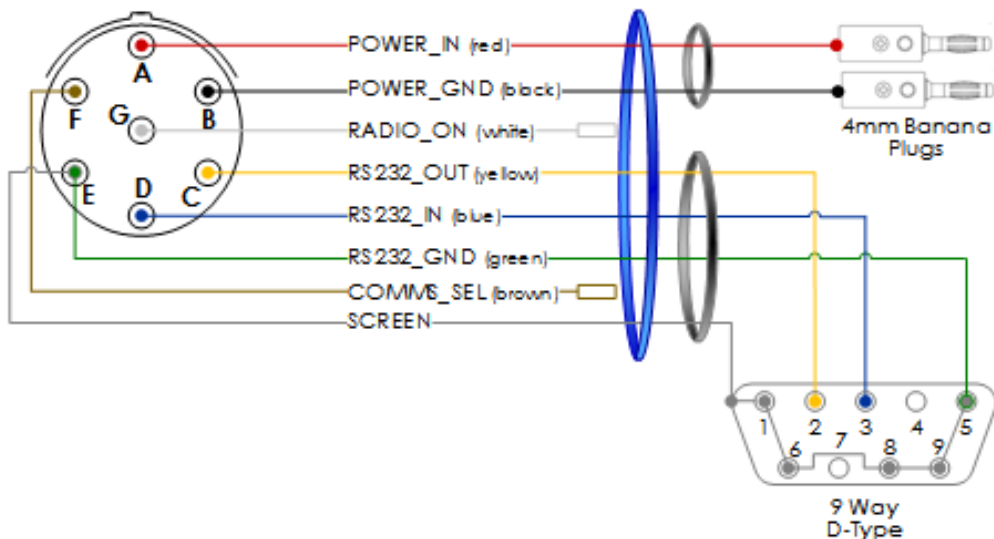 A
B
C
D
E
F
G
POWER_IN (red)
POWER_GND (black)
RADIO_ON (white)
RS232_OUT (yellow)
RS232_IN (blue)
RS232_GND (green)
COMMS_SEL (brown)
SCREEN
4mm Banana
Plugs
1 2 3 4 5
6 7 8 9
9 Way
D-Type